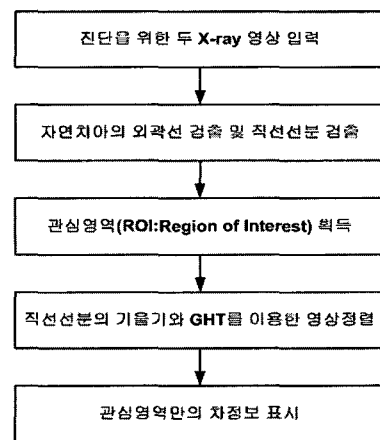 진단을 위한 두 X-ray 영상 입력
자연치아의 외곽선 검출 및 직선선분 검출
관심영역(ROI:Region of Interest) 획득
직선선분의 기울기와 GHT를 이용한 영상정렬
관심영역만의 차정보 표시